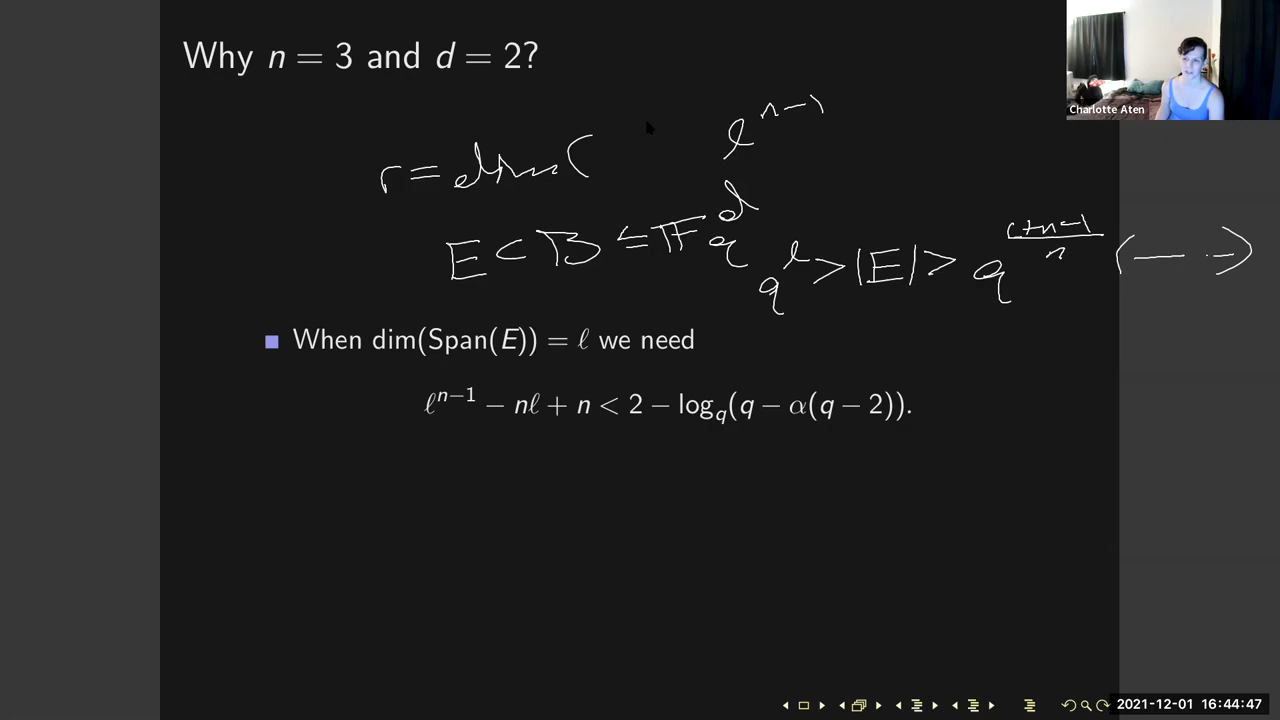 Why n = 3 and d = 2?
Charlotte Aten
ℓ^{n-1}
r = dim(
E ⊂ B ≤ F_q^d
q^ℓ > |E| > q^{\frac{r+n-1}{n}} (— · →)
When dim(Span(E)) = ℓ we need
ℓ^{n−1} − nℓ + n < 2 − log_q(q − α(q − 2)).
2021-12-01 16:44:47